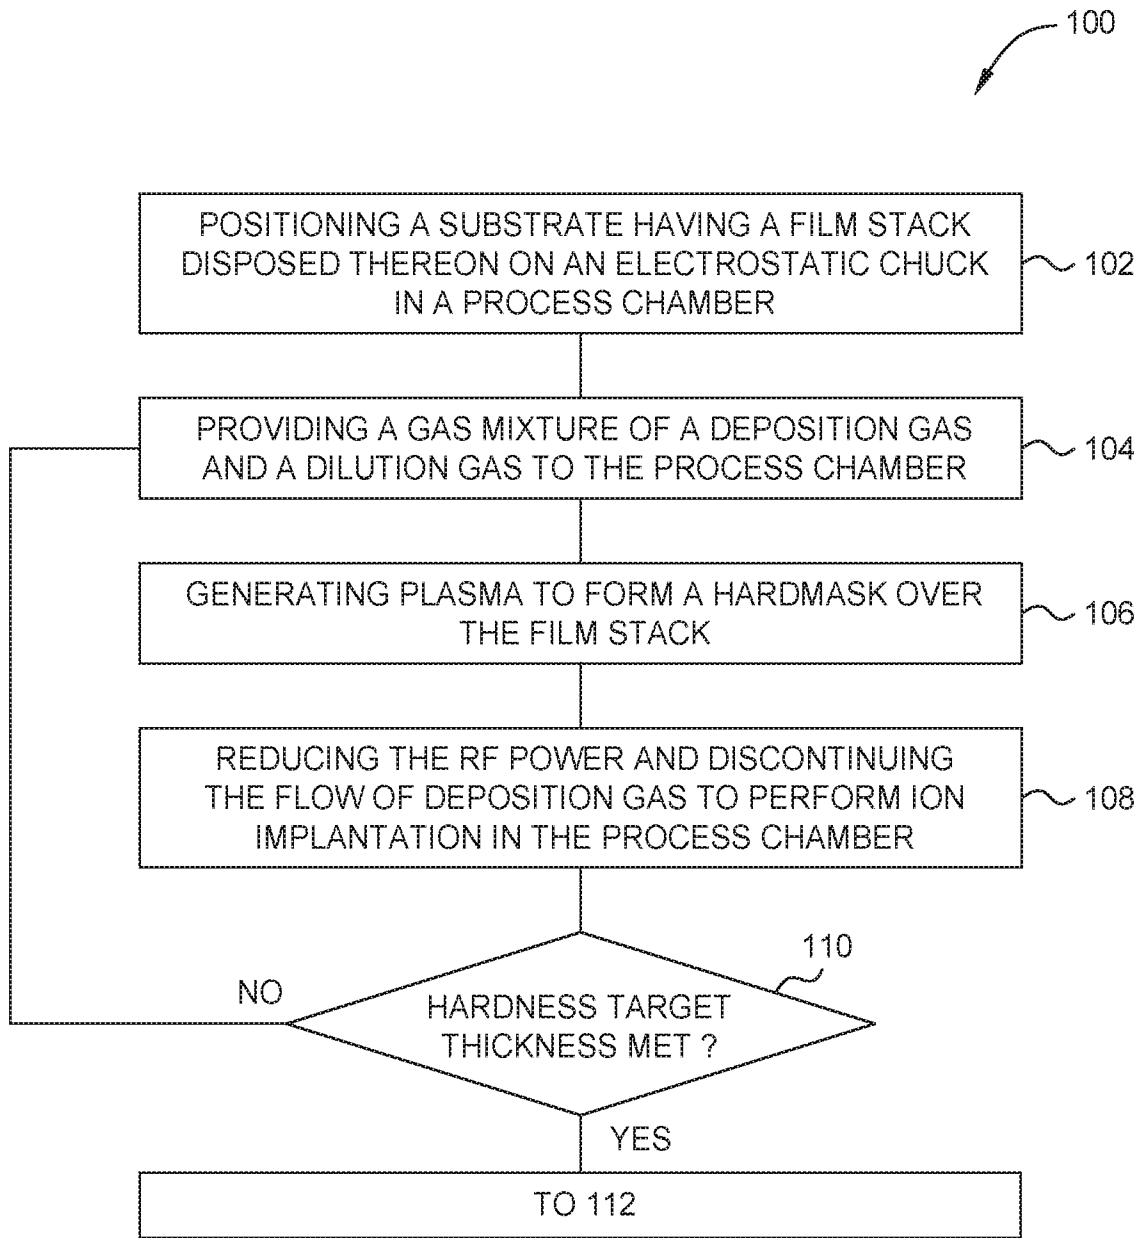 100
POSITIONING A SUBSTRATE HAVING A FILM STACK
DISPOSED THEREON ON AN ELECTROSTATIC CHUCK
IN A PROCESS CHAMBER
102
PROVIDING A GAS MIXTURE OF A DEPOSITION GAS
AND A DILUTION GAS TO THE PROCESS CHAMBER
104
GENERATING PLASMA TO FORM A HARDMASK OVER
THE FILM STACK
106
REDUCING THE RF POWER AND DISCONTINUING
THE FLOW OF DEPOSITION GAS TO PERFORM ION
IMPLANTATION IN THE PROCESS CHAMBER
108
110
NO
HARDNESS TARGET
THICKNESS MET ?
YES
TO 112